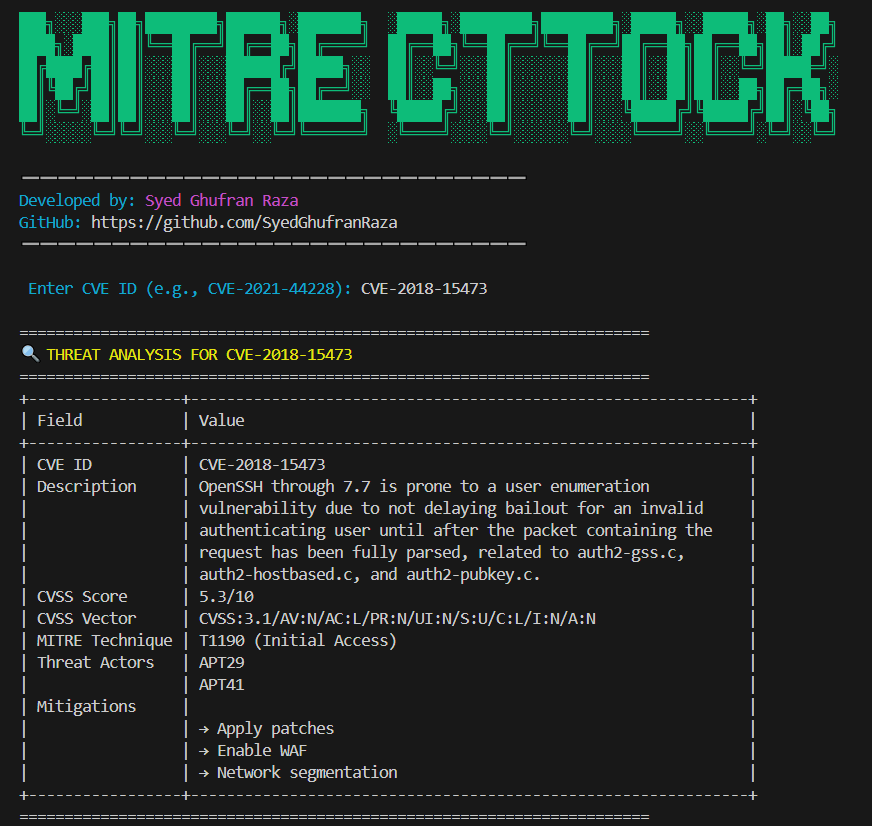 MITRE CTTCK
Developed by: Syed Ghufran Raza
GitHub: https://github.com/SyedGhufranRaza
Enter CVE ID (e.g., CVE-2021-44228): CVE-2018-15473
THREAT ANALYSIS FOR CVE-2018-15473
Field | Value
CVE ID | CVE-2018-15473
Description | OpenSSH through 7.7 is prone to a user enumeration
vulnerability due to not delaying bailout for an invalid
authenticating user until after the packet containing the
request has been fully parsed, related to auth2-gss.c,
auth2-hostbased.c, and auth2-pubkey.c.
CVSS Score | 5.3/10
CVSS Vector | CVSS:3.1/AV:N/AC:L/PR:N/UI:N/S:U/C:L/I:N/A:N
MITRE Technique | T1190 (Initial Access)
Threat Actors | APT29
APT41
Mitigations |
→ Apply patches
→ Enable WAF
→ Network segmentation